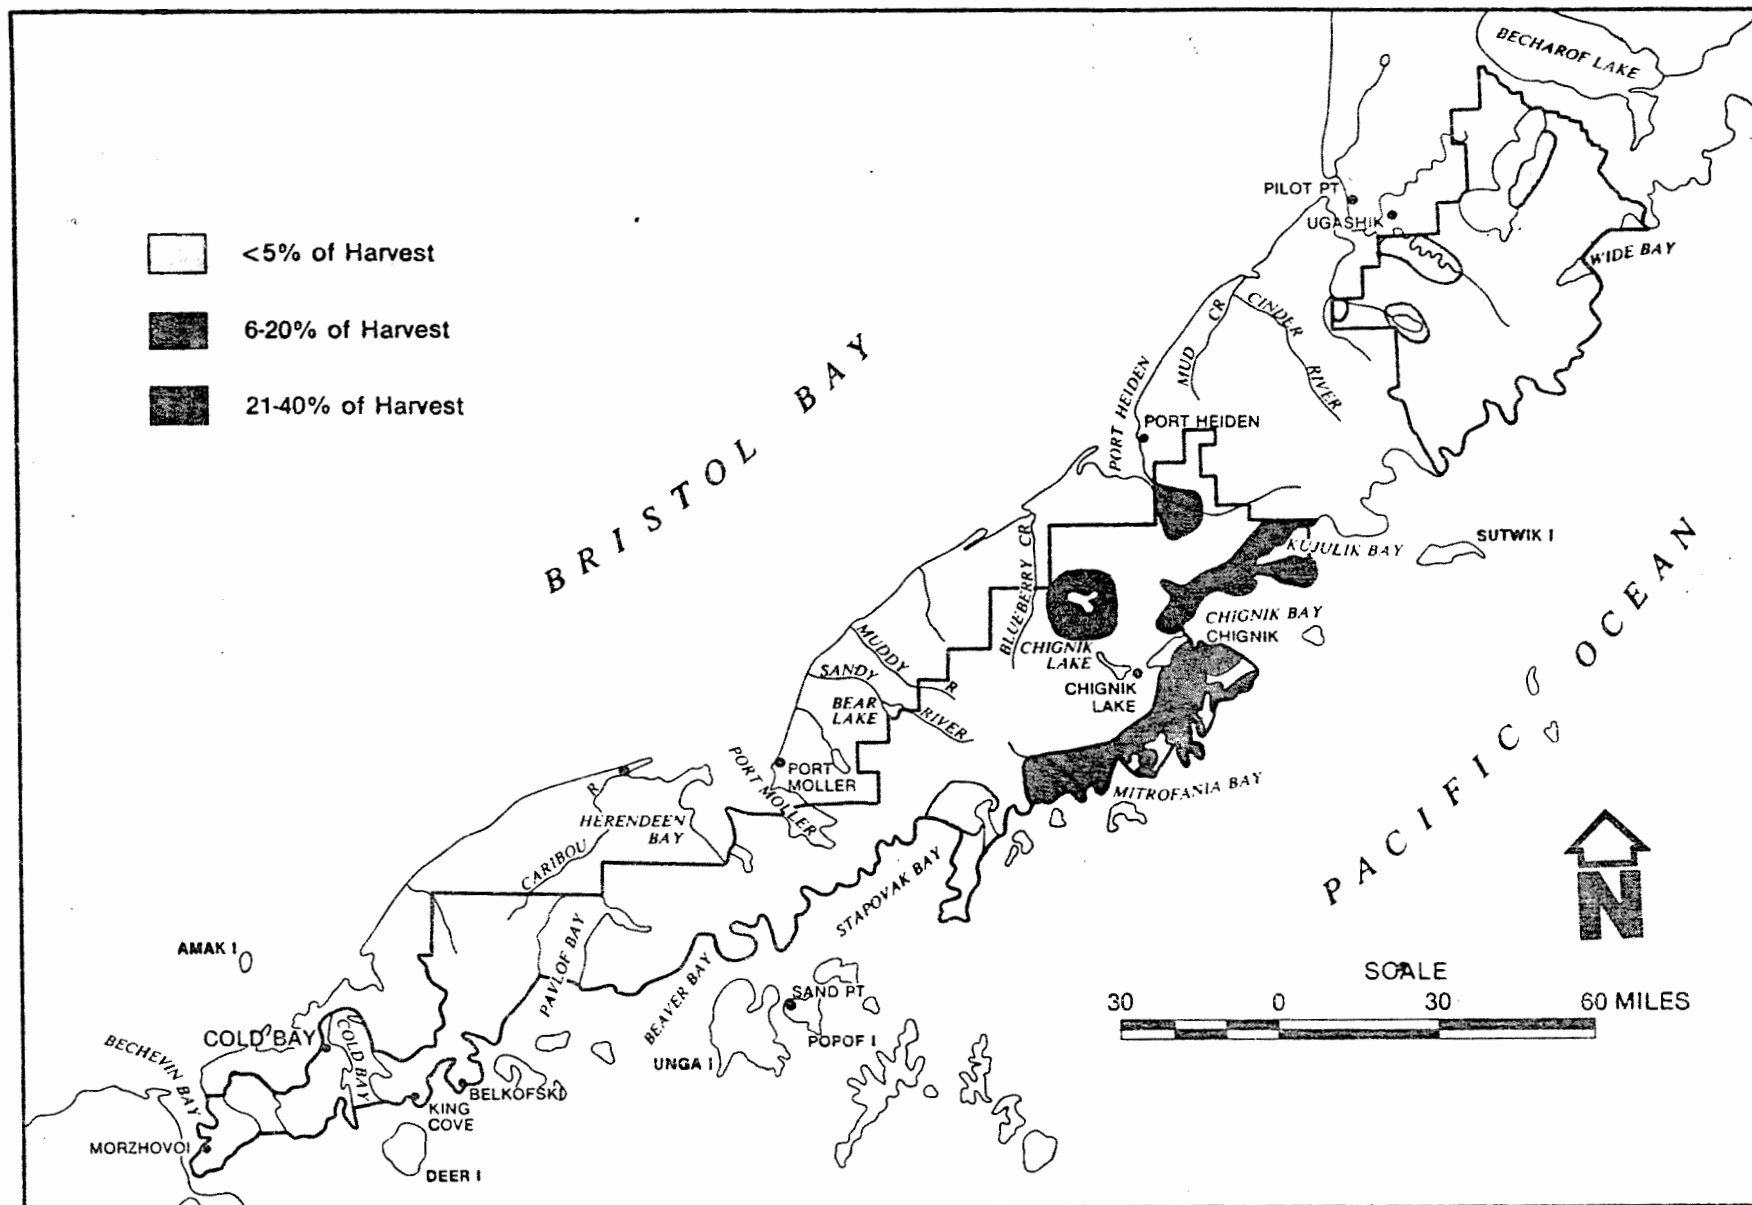 BECHAROF LAKE
PILOT PT
UGASHIK
WIDE BAY
<5% of Harvest
6-20% of Harvest
21-40% of Harvest
BRISTOL BAY
MUD CR
CINDER RIVER
PORT HEIDEN
PORT HEIDEN
KUJULIK BAY
SUTWIK I
BLUEBERRY CR
CHIGNIK BAY
CHIGNIK
CHIGNIK
LAKE
CHIGNIK
LAKE
MUDDY R
SANDY RIVER
BEAR
LAKE
PACIFIC OCEAN
PORT
MOLLER
PORT MOLLER
MITROFANIA BAY
HERENDEEN
BAY
CARIBOU R
STAPOVAK BAY
PAVLOF BAY
BEAVER BAY
AMAK I
SAND PT
POPOF I
UNGA I
N
SCALE
30 0 30 60 MILES
COLD BAY
COLD BAY
BECHEVIN BAY
BELKOFSKI
KING
COVE
MORZHOVOI
DEER I